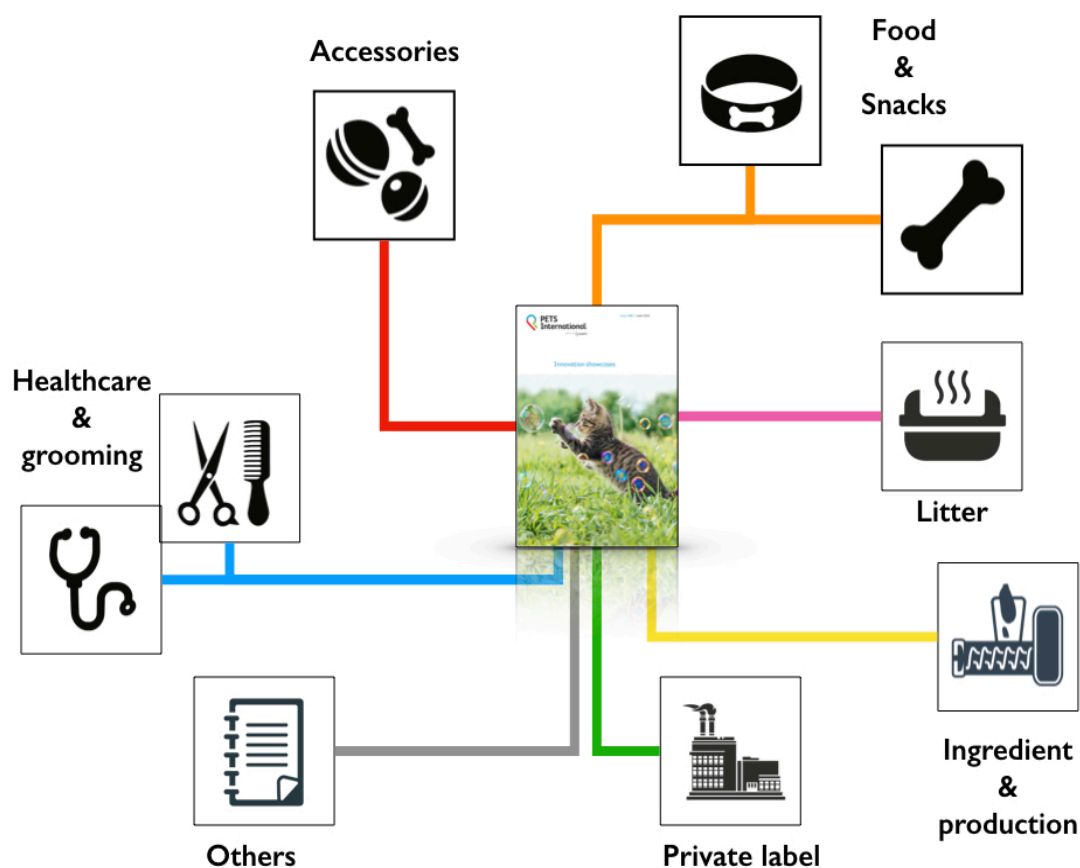 Accessories
Food
&
Snacks
PETS
International
Innovation showcases
Healthcare
&
grooming
Litter
Ingredient
&
production
Others
Private label